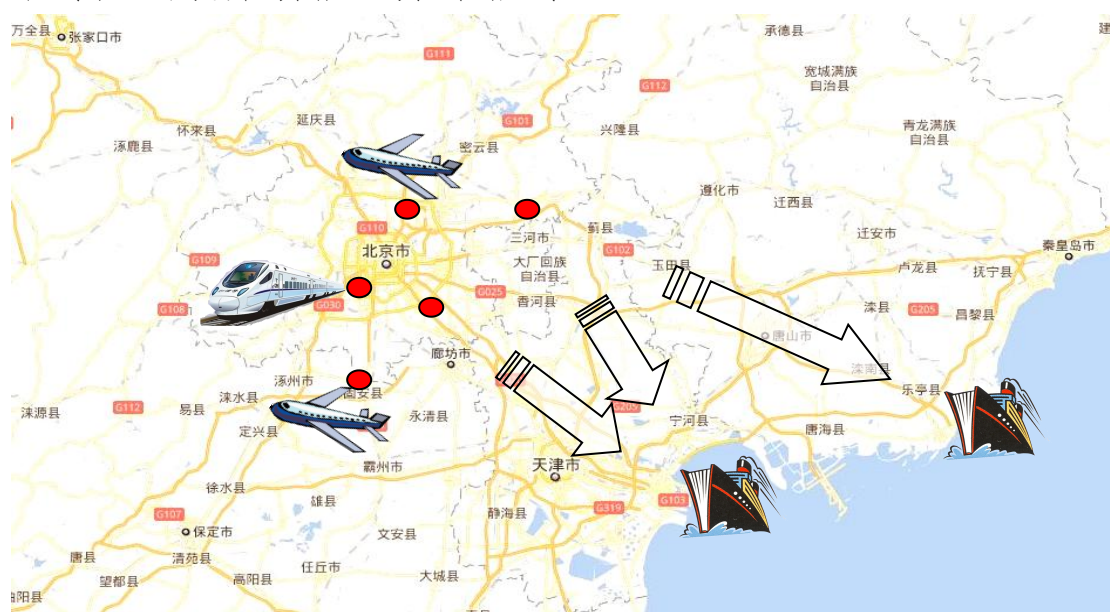 万全县
张家口市
承德县
G111
宽城满族
自治县
G112
延庆县
G101
兴隆县
怀来县
青龙满族
自治县
涿鹿县
密云县
遵化市
迁西县
G110
三河市
蓟县
迁安市
北京市
G102
秦皇岛市
G109
大厂回族
自治县
玉田县
卢龙县
抚宁县
G025
香河县
G108
G030
滦县
G205
昌黎县
唐山市
廊坊市
滦南县
涿州市
固安县
乐亭县
涞水县
涞源县
G112
易县
永清县
G205
宁河县
定兴县
唐海县
天津市
霸州市
徐水县
雄县
G103
G107
静海县
G319
保定市
文安县
唐县
清苑县
任丘市
大城县
望都县
高阳县